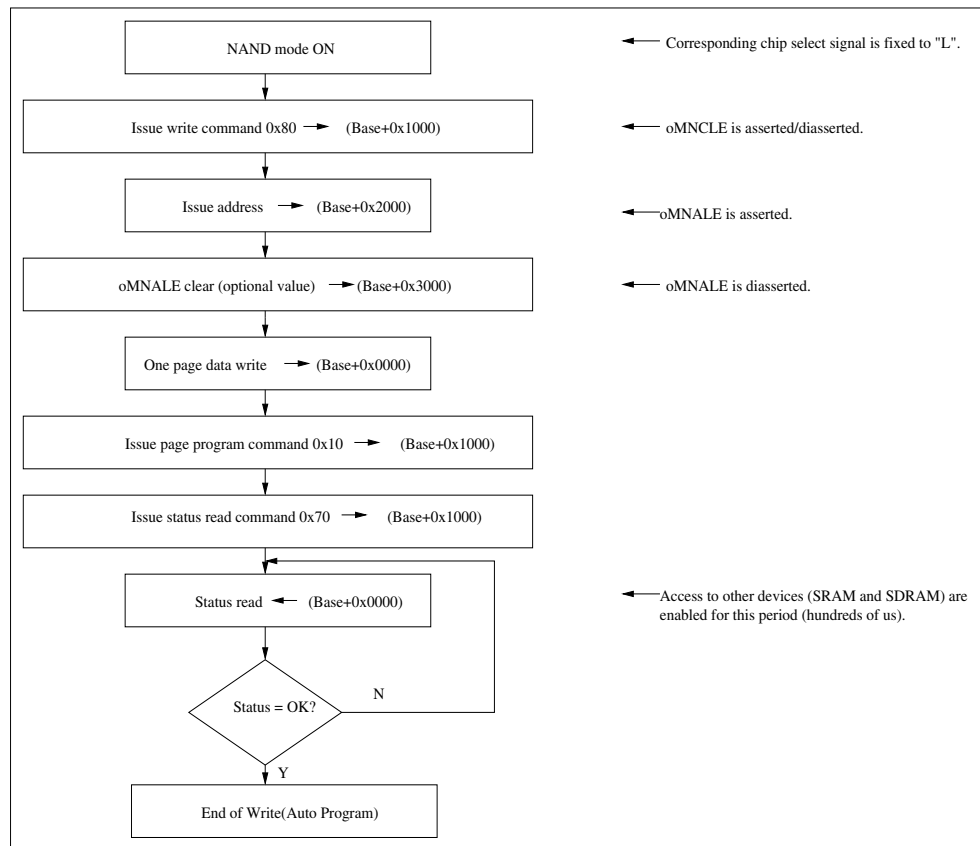 NAND mode ON
Corresponding chip select signal is fixed to "L".
Issue write command 0x80 (Base+0x1000)
oMNCLE is asserted/diasserted.
Issue address (Base+0x2000)
oMNALE is asserted.
oMNALE clear (optional value) (Base+0x3000)
oMNALE is diasserted.
One page data write (Base+0x0000)
Issue page program command 0x10 (Base+0x1000)
Issue status read command 0x70 (Base+0x1000)
Status read (Base+0x0000)
Access to other devices (SRAM and SDRAM) are
enabled for this period (hundreds of us).
Status = OK?
N
Y
End of Write(Auto Program)